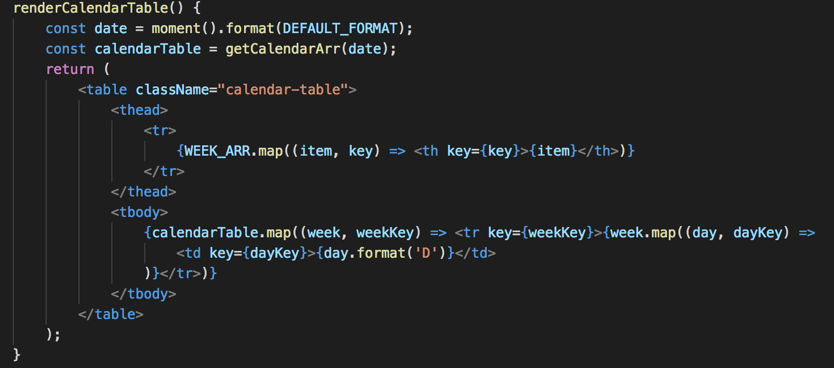 renderCalendarTable() {
    const date = moment().format(DEFAULT_FORMAT);
    const calendarTable = getCalendarArr(date);
    return (
        <table className="calendar-table">
            <thead>
                <tr>
                    {WEEK_ARR.map((item, key) => <th key={key}>{item}</th>)}
                </tr>
            </thead>
            <tbody>
                {calendarTable.map((week, weekKey) => <tr key={weekKey}>{week.map((day, dayKey) =>
                    <td key={dayKey}>{day.format('D')}</td>
                )}</tr>)}
            </tbody>
        </table>
    );
}